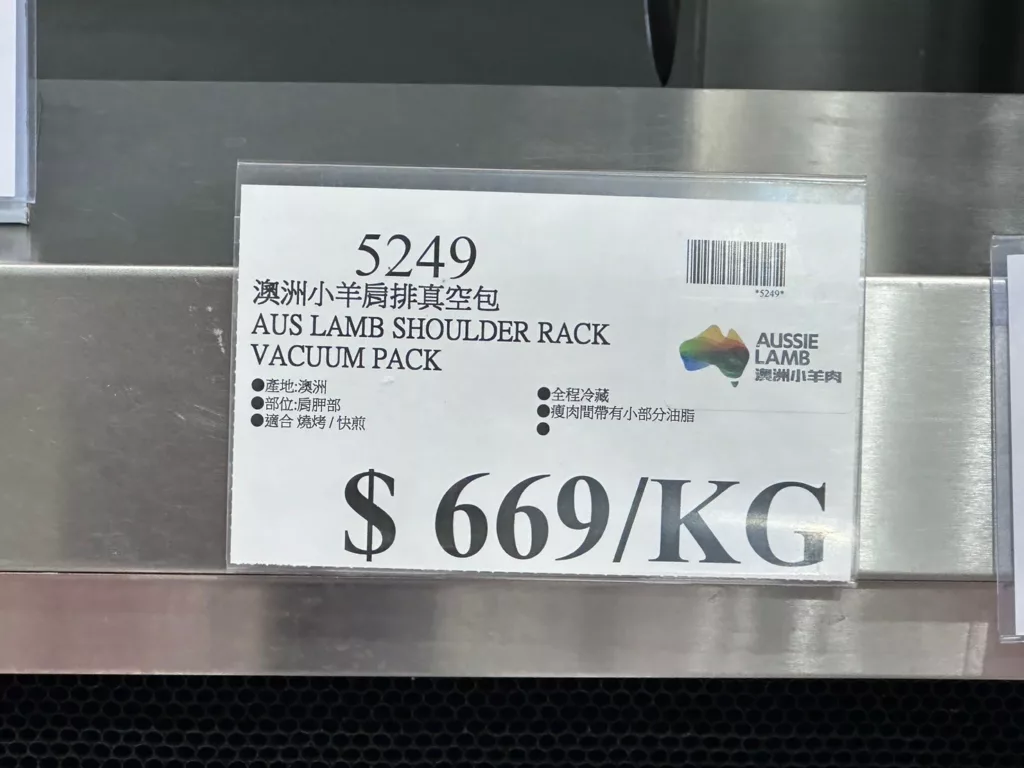 5249
澳洲小羊肩排真空包
AUS LAMB SHOULDER RACK
VACUUM PACK
*5249*
AUSSIE
LAMB
澳洲小羊肉
●產地:澳洲
●部位:肩胛部
●適合 燒烤 / 快煎
●全程冷藏
●瘦肉間帶有小部分油脂
●
$ 669/KG